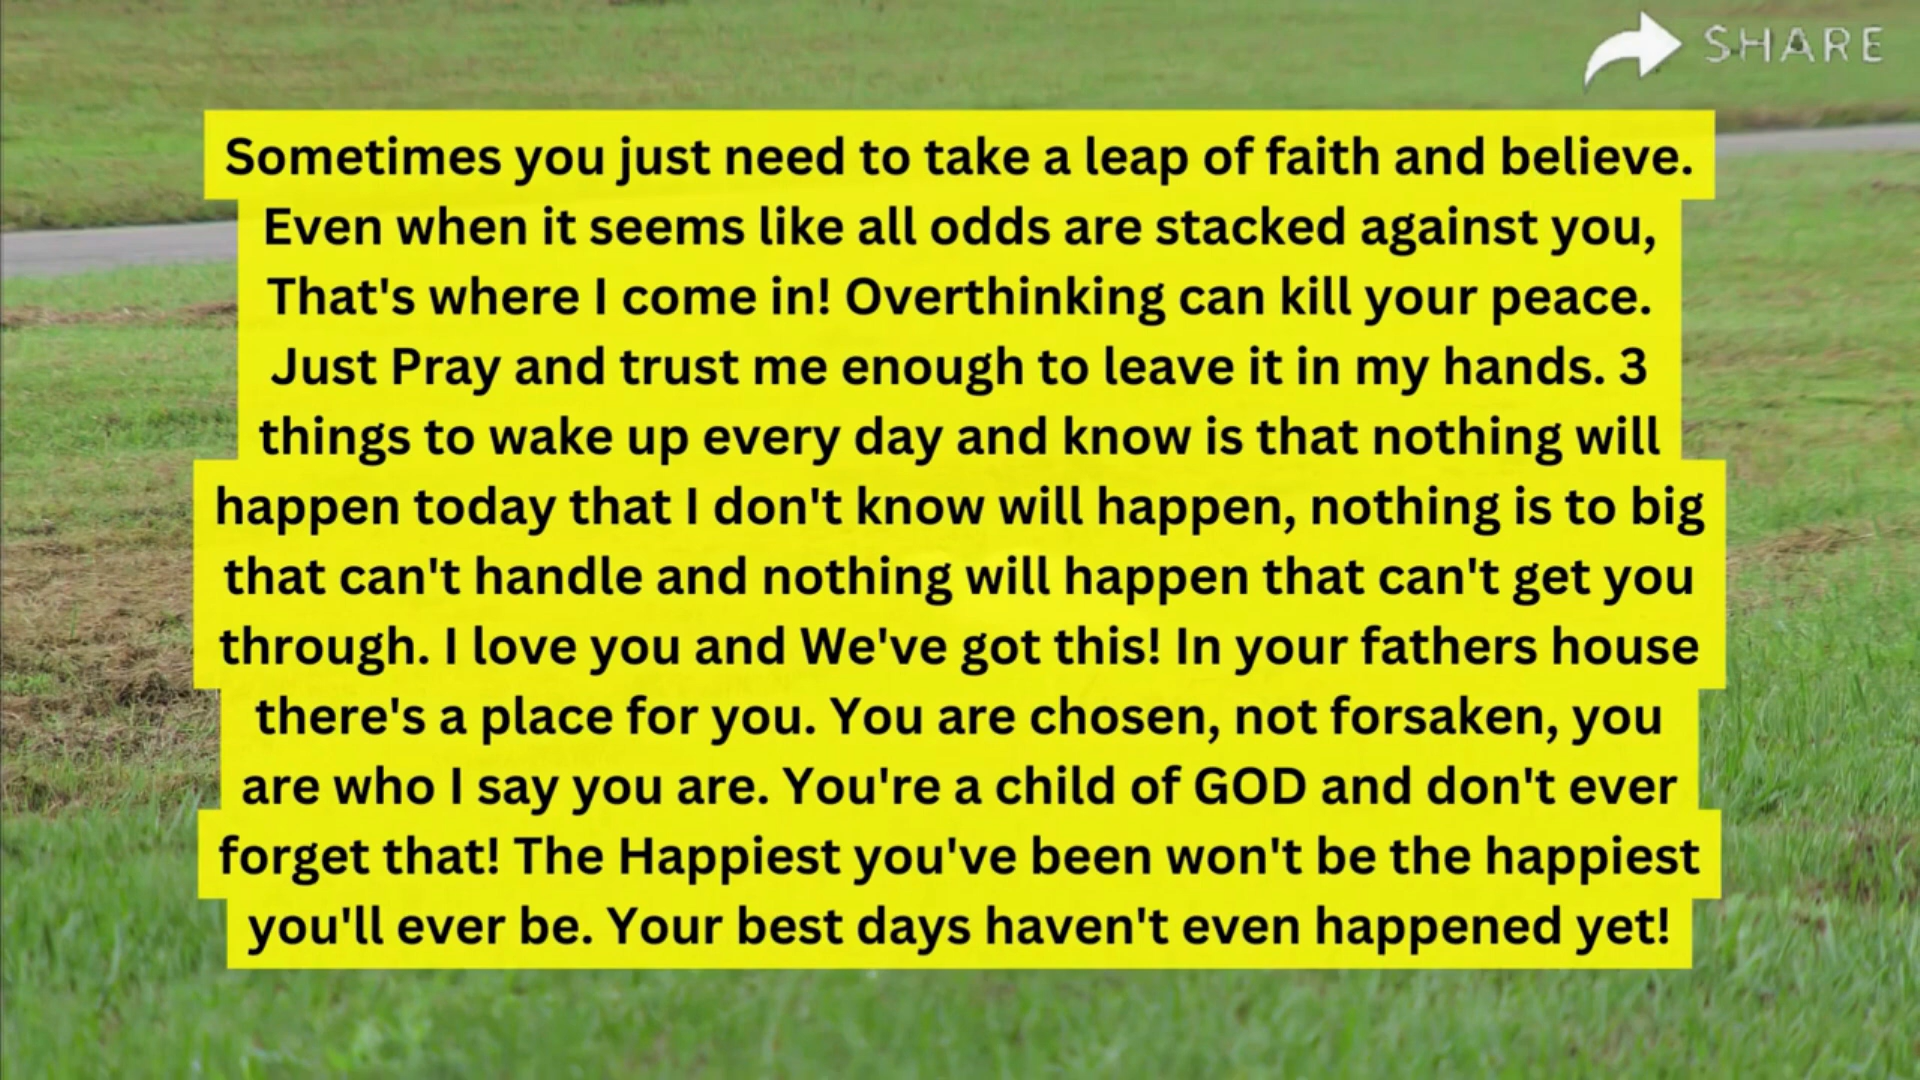 SHARE
Sometimes you just need to take a leap of faith and believe.
Even when it seems like all odds are stacked against you,
That's where I come in! Overthinking can kill your peace.
Just Pray and trust me enough to leave it in my hands. 3
things to wake up every day and know is that nothing will
happen today that I don't know will happen, nothing is to big
that can't handle and nothing will happen that can't get you
through. I love you and We've got this! In your fathers house
there's a place for you. You are chosen, not forsaken, you
are who I say you are. You're a child of GOD and don't ever
forget that! The Happiest you've been won't be the happiest
you'll ever be. Your best days haven't even happened yet!